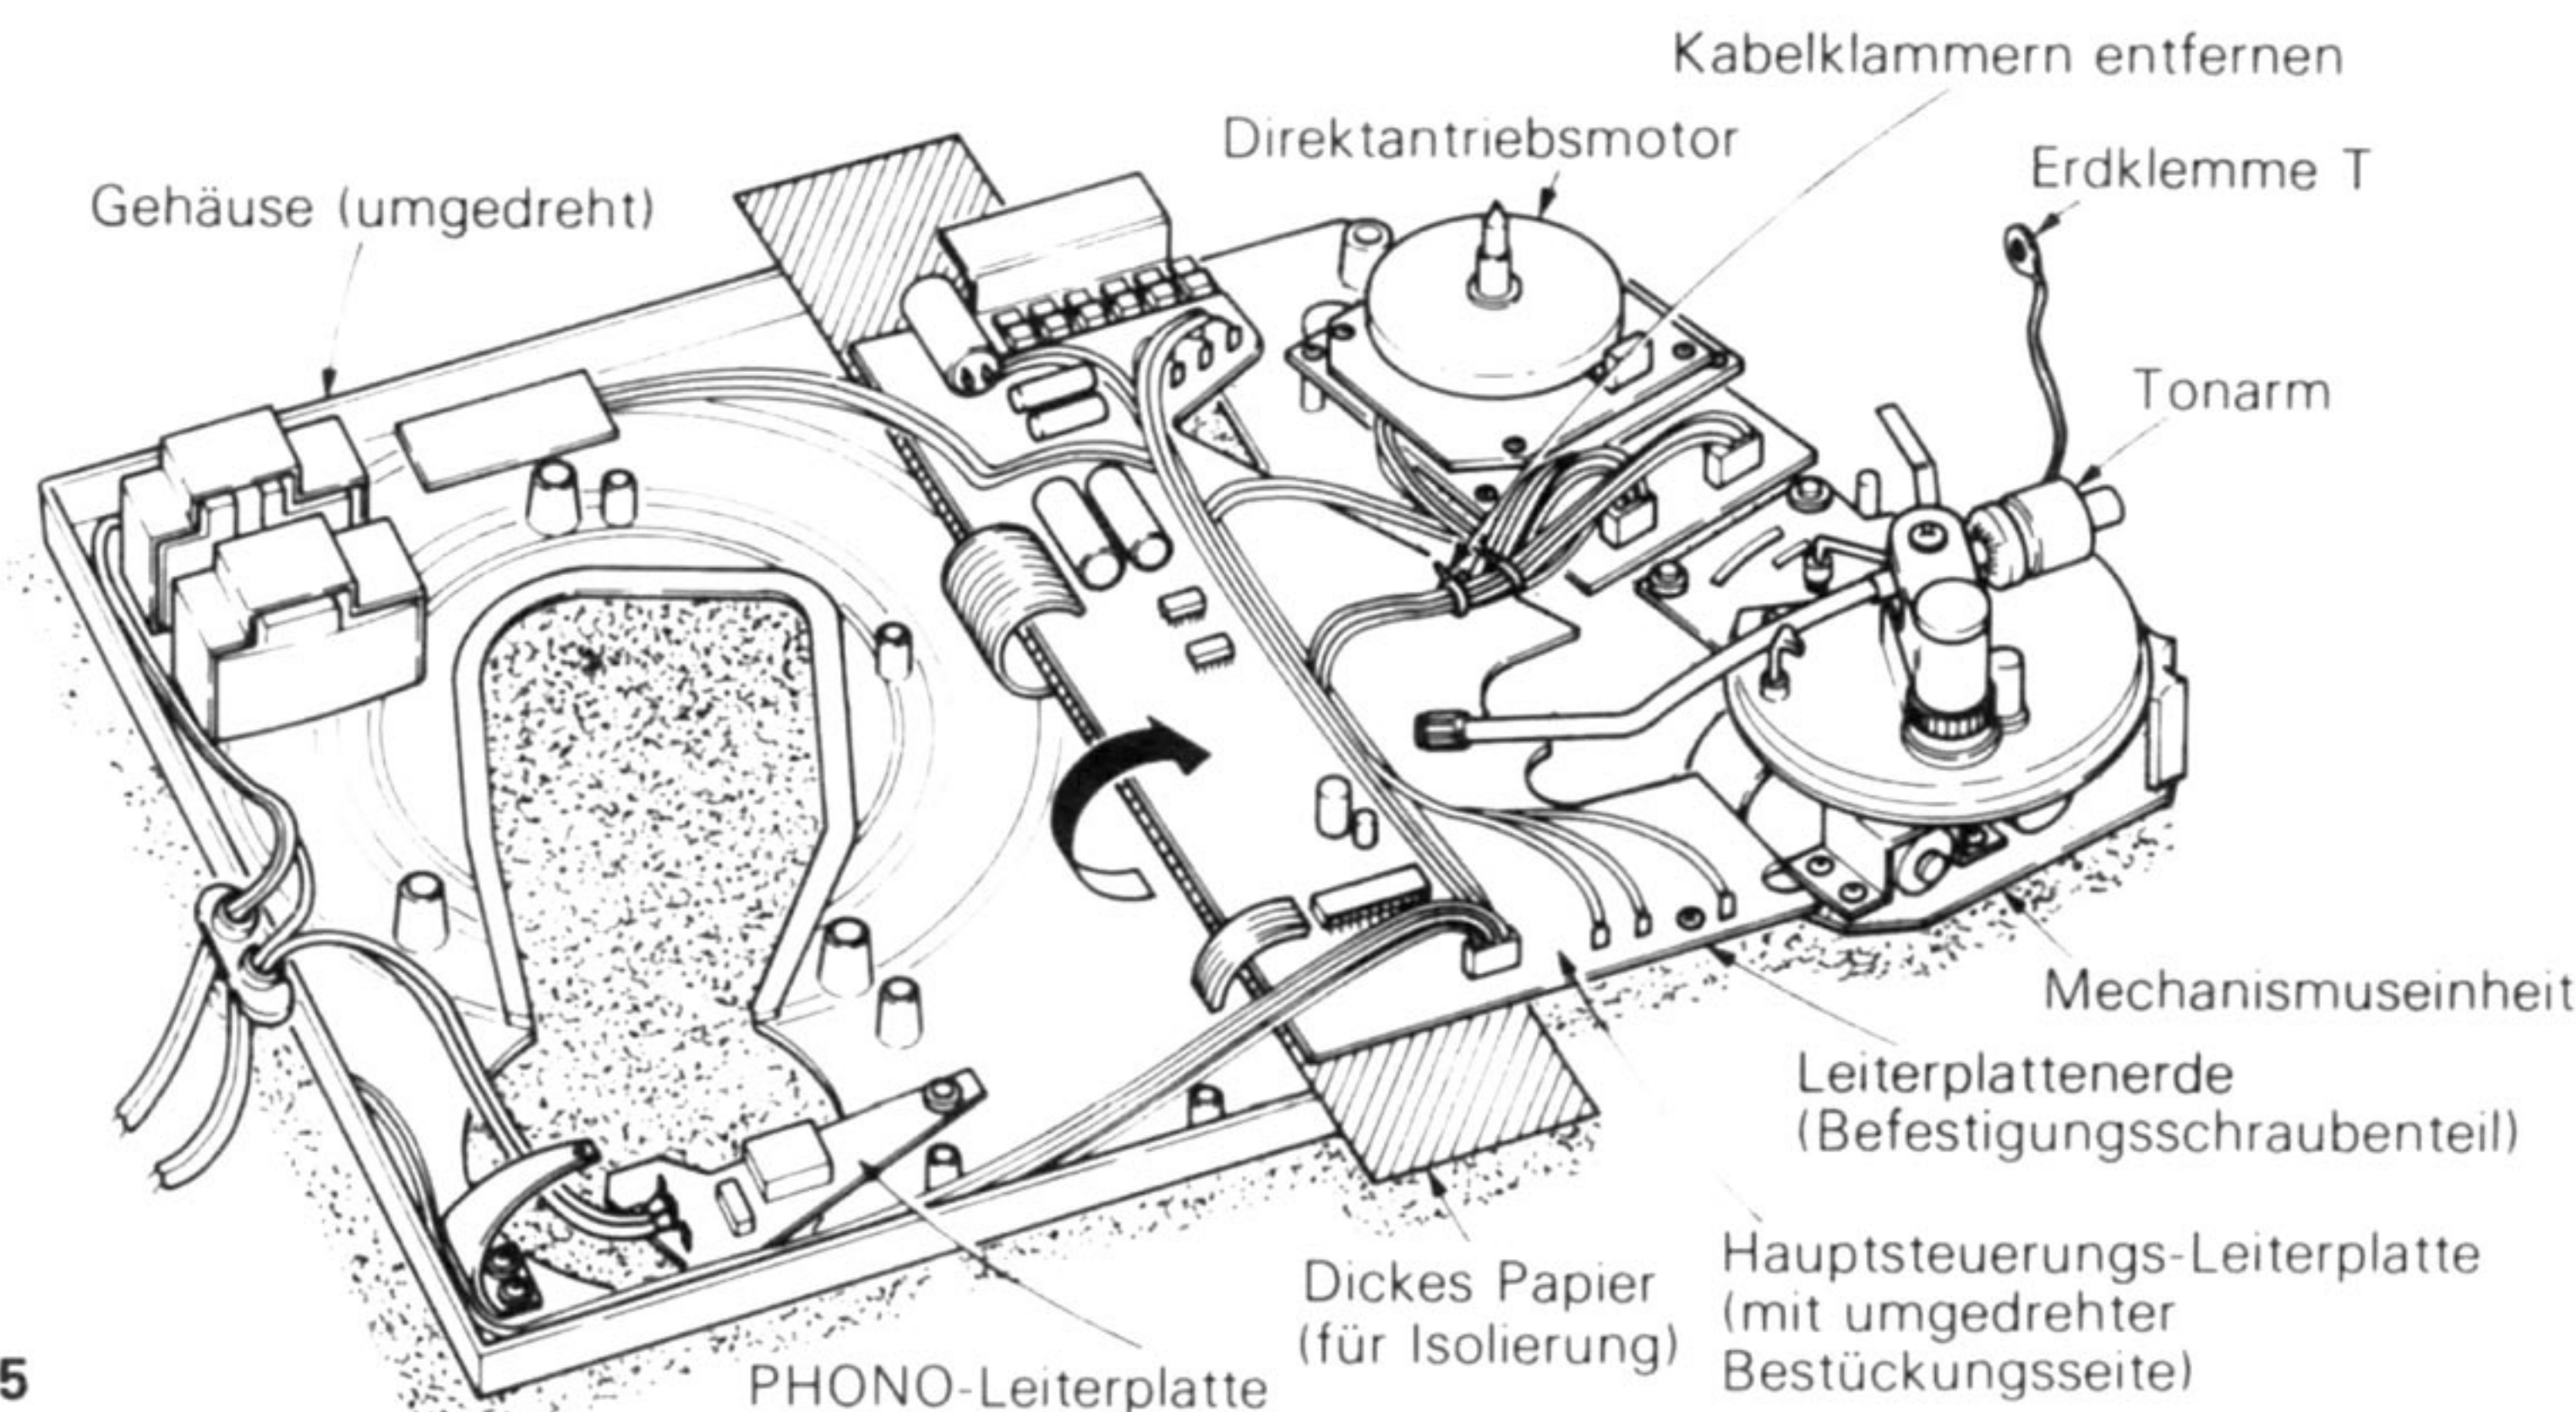 Kabelklammern entfernen
Direktantriebsmotor
Erdklemme T
Gehäuse (umgedreht)
Tonarm
Mechanismuseinheit
Leiterplattenerde
(Befestigungsschraubenteil)
Hauptsteuerungs-Leiterplatte
(mit umgedrehter
Bestückungsseite)
Dickes Papier
(für Isolierung)
PHONO-Leiterplatte
5